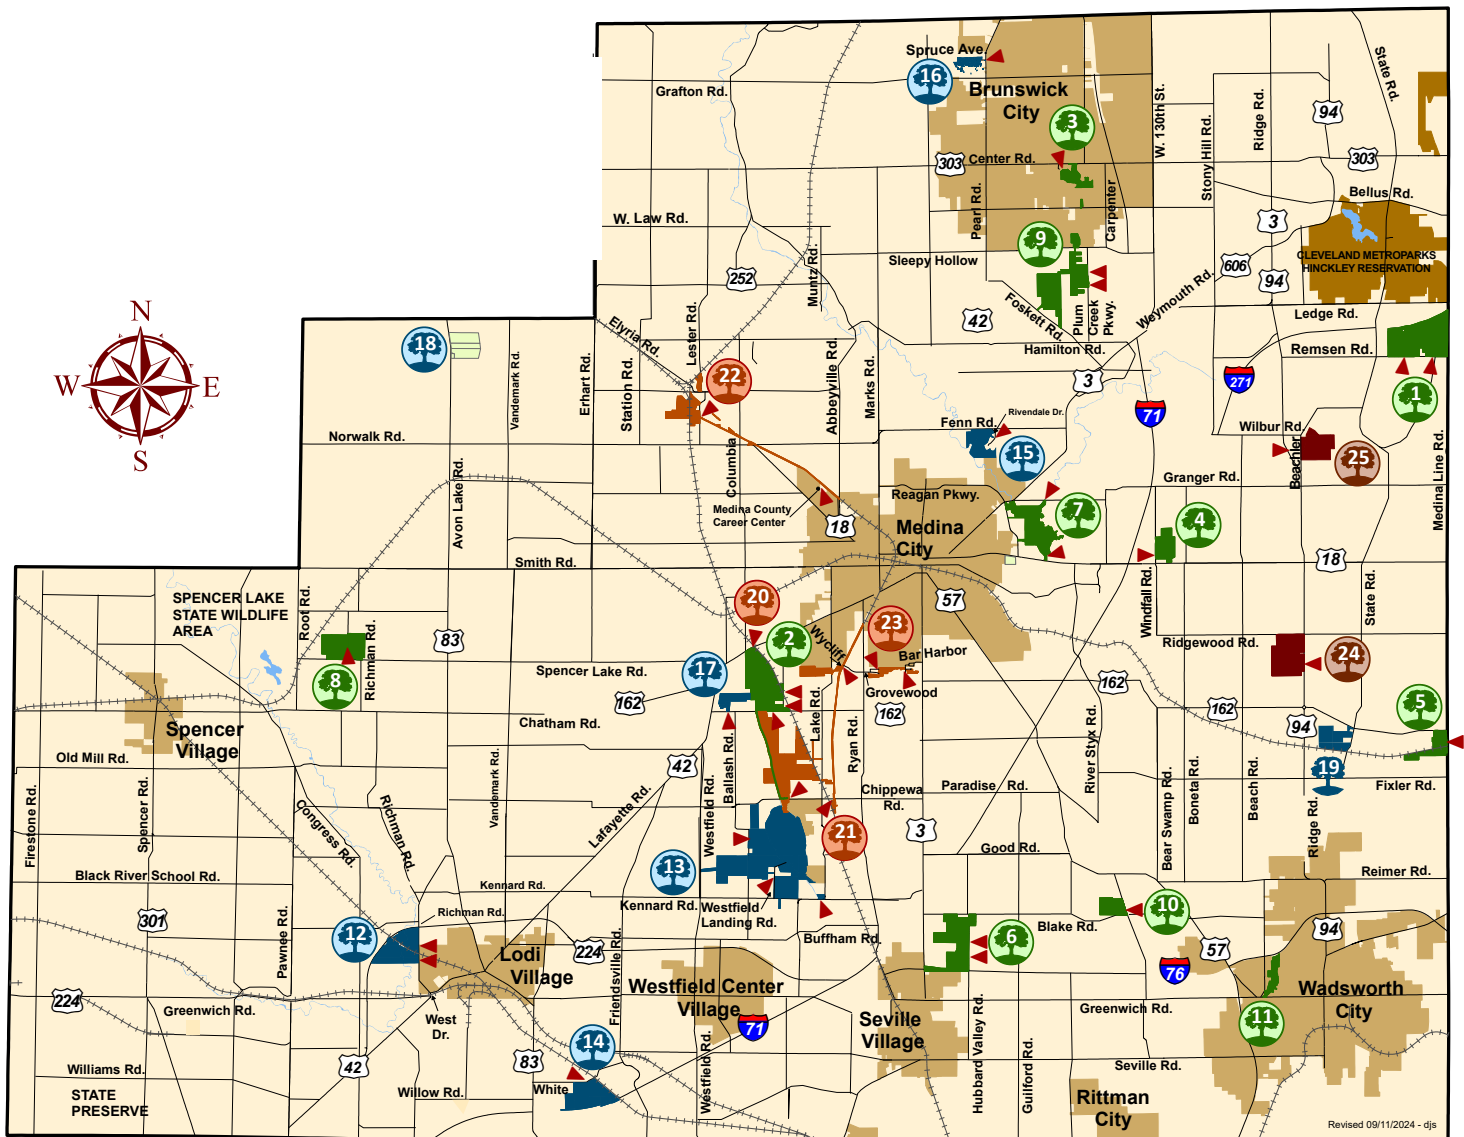 Spruce Ave.
16
Brunswick
City
Grafton Rd.
3
303
Center Rd.
W. 130th St.
Stony Hill Rd.
Ridge Rd.
94
State Rd.
303
Bellus Rd.
W. Law Rd.
Pearl Rd.
Carpenter
9
3
Sleepy Hollow
252
Muntz Rd.
606
94
CLEVELAND METROPARKS
HINCKLEY RESERVATION
Weymouth Rd.
42
Foskett Rd.
Plum
Creek
Pkwy.
Ledge Rd.
Hamilton Rd.
Remsen Rd.
N
W
E
S
18
Elyria Rd.
Lester Rd.
Vandemark Rd.
Erhart Rd.
Station Rd.
22
Abbeyville Rd.
Marks Rd.
3
271
71
1
Rivendale Dr.
Fenn Rd.
15
Wilbur Rd.
Beachler
25
Medina Line Rd.
Norwalk Rd.
Avon Lake Rd.
Columbia
Granger Rd.
Reagan Pkwy.
Medina County
Career Center
18
Medina
City
7
4
18
Smith Rd.
SPENCER LAKE
STATE WILDLIFE
AREA
Roof Rd.
Richman Rd.
83
8
20
2
Wycliff
23
57
Bar Harbor
Windfall Rd.
State Rd.
Ridgewood Rd.
24
Spencer Lake Rd.
17
162
Grovewood
162
162
162
5
94
Spencer
Village
Chatham Rd.
Lake Rd.
Ryan Rd.
River Styx Rd.
Old Mill Rd.
42
Ballash Rd.
19
Fixler Rd.
Firestone Rd.
Spencer Rd.
Congress Rd.
Richman Rd.
Vandemark Rd.
Lafayette Rd.
Westfield Rd.
Chippewa
Rd.
Paradise Rd.
Bear Swamp Rd.
Boneta Rd.
Beach Rd.
Ridge Rd.
21
3
Good Rd.
Black River School Rd.
Kennard Rd.
13
Kennard Rd.
Westfield
Landing Rd.
Reimer Rd.
301
Pawnee Rd.
Richman Rd.
12
Lodi
Village
224
Friendsville Rd.
Buffham Rd.
6
Blake Rd.
10
57
94
76
224
Greenwich Rd.
West
Dr.
Westfield Center
Village
71
Seville
Village
Hubbard Valley Rd.
Guilford Rd.
Greenwich Rd.
11
Wadsworth
City
14
83
42
Williams Rd.
Willow Rd.
White
Westfield Rd.
Seville Rd.
STATE
PRESERVE
Rittman
City
Revised 09/11/2024 - djs